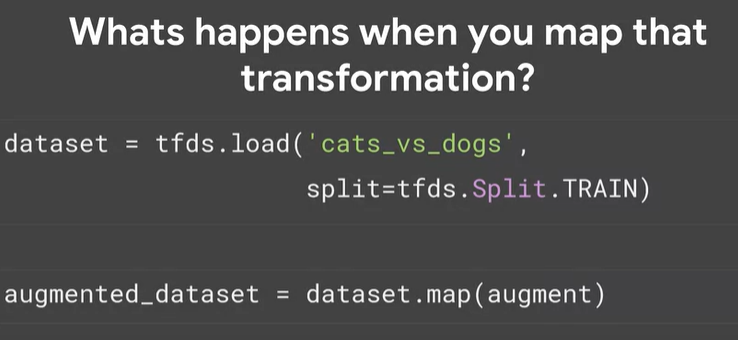 Whats happens when you map that
transformation?
dataset = tfds.load('cats_vs_dogs',
split=tfds.Split.TRAIN)
augmented_dataset = dataset.map(augment)